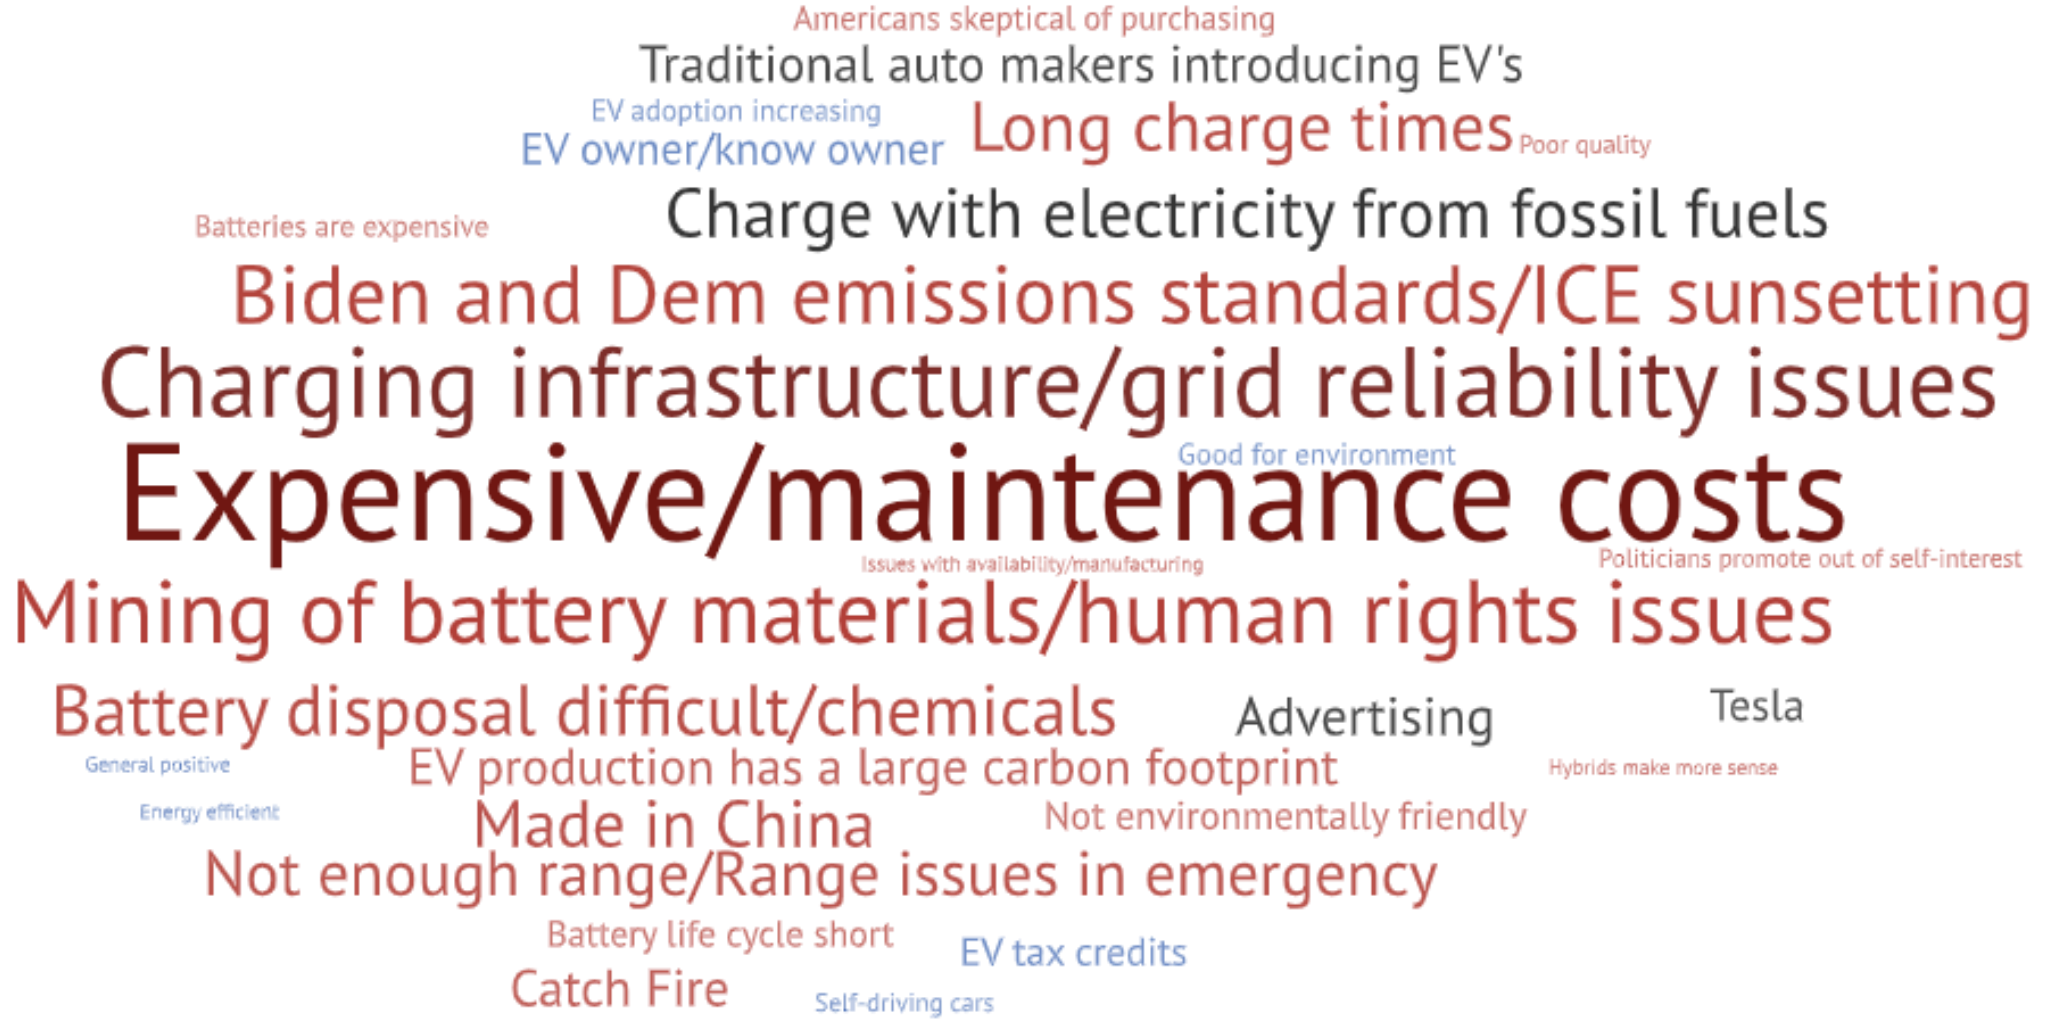 Americans skeptical of purchasing
Traditional auto makers introducing EV's
EV adoption increasing
EV owner/know owner
Long charge times
Poor quality
Charge with electricity from fossil fuels
Batteries are expensive
Biden and Dem emissions standards/ICE sunsetting
Charging infrastructure/grid reliability issues
Good for environment
Expensive/maintenance costs
Issues with availability/manufacturing
Politicians promote out of self-interest
Mining of battery materials/human rights issues
Battery disposal difficult/chemicals
Advertising
Tesla
General positive
EV production has a large carbon footprint
Hybrids make more sense
Energy efficient
Made in China
Not environmentally friendly
Not enough range/Range issues in emergency
Battery life cycle short
EV tax credits
Catch Fire
Self-driving cars